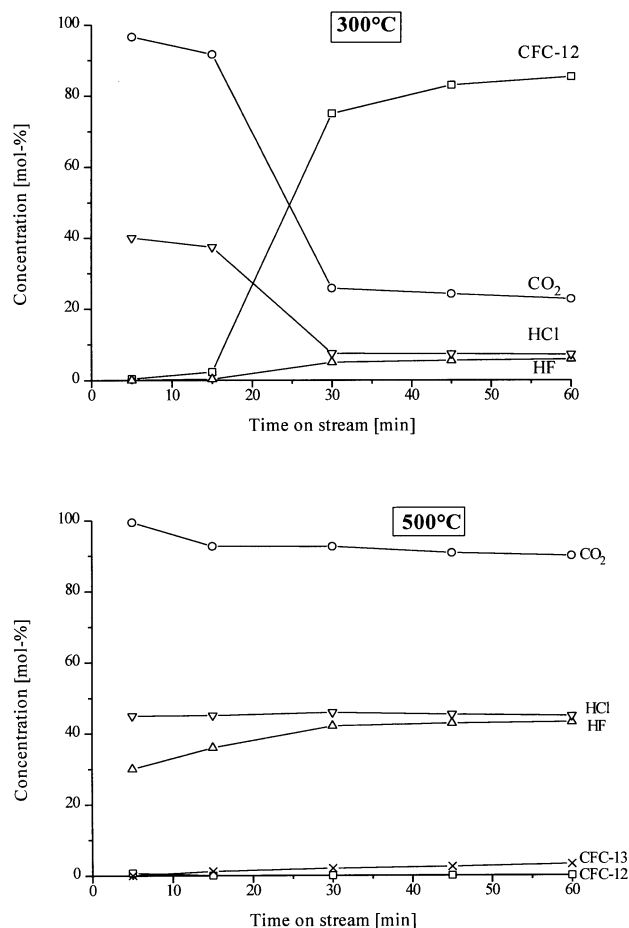 300°C
100
80
60
40
20
0
Concentration [mol-%]
CFC-12
CO₂
HCl
HF
0 10 20 30 40 50 60
Time on stream [min]
500°C
100
80
60
40
20
0
Concentration [mol-%]
CO₂
HCl
HF
CFC-13
CFC-12
0 10 20 30 40 50 60
Time on stream [min]